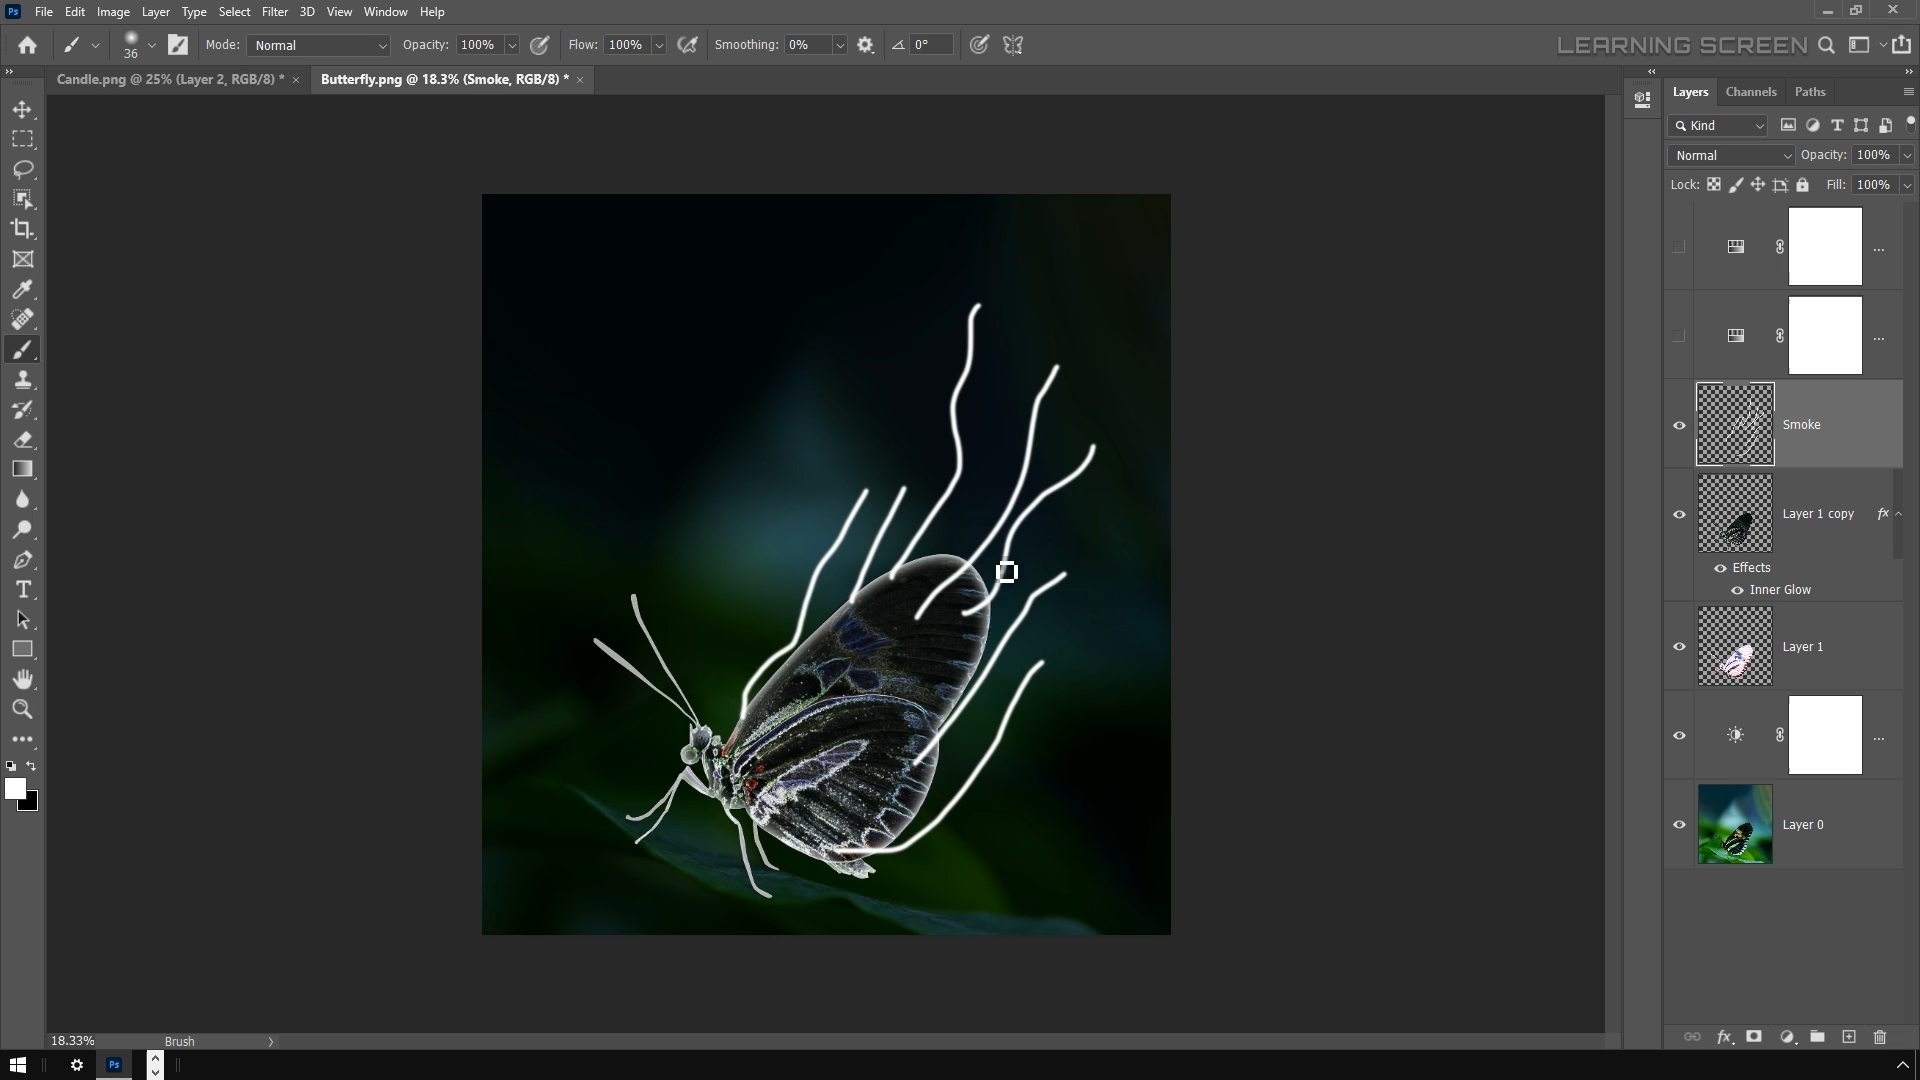 Ps File Edit Image Layer Type Select Filter 3D View Window Help
36 Mode: Normal Opacity: 100% Flow: 100% Smoothing: 0% 0° LEARNING SCREEN
Candle.png @ 25% (Layer 2, RGB/8) * × Butterfly.png @ 18.3% (Smoke, RGB/8) * ×
Layers Channels Paths
Kind
Normal Opacity: 100%
Lock: Fill: 100%
...
...
Smoke
Layer 1 copy fx
Effects
Inner Glow
Layer 1
...
Layer 0
fx
18.33% Brush
Ps